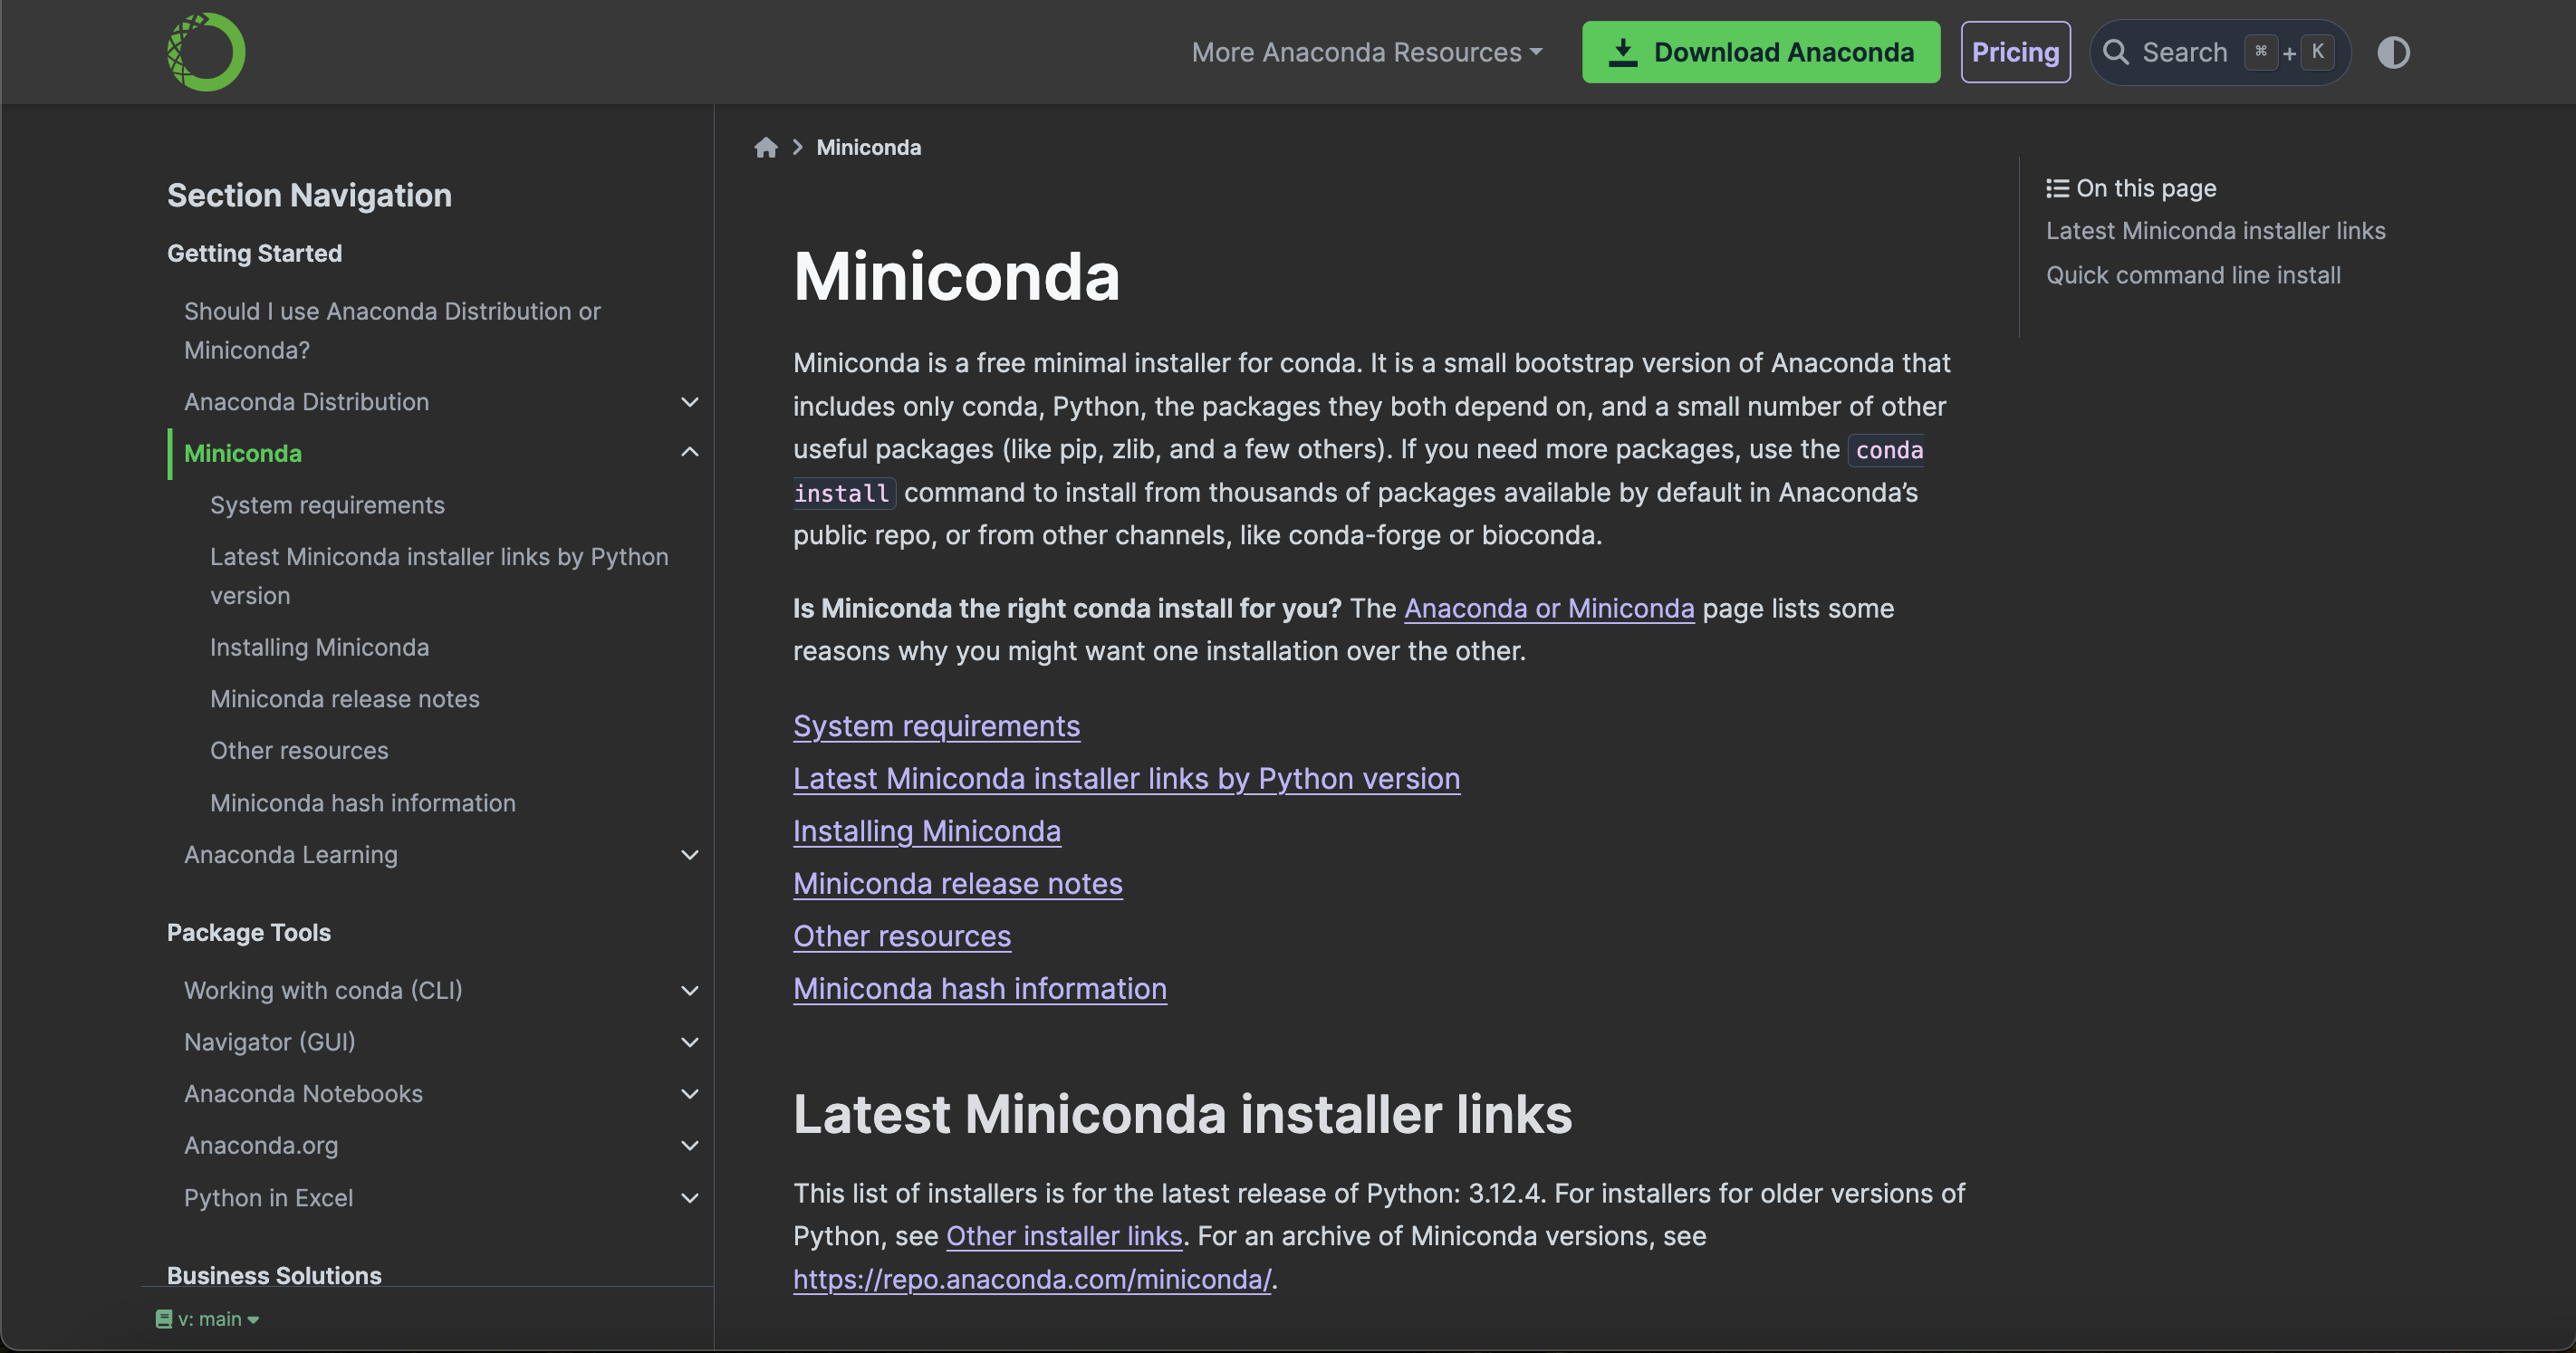 More Anaconda Resources
Download Anaconda
Pricing
Search ⌘ + K
Section Navigation
Getting Started
Should I use Anaconda Distribution or
Miniconda?
Anaconda Distribution
Miniconda
System requirements
Latest Miniconda installer links by Python
version
Installing Miniconda
Miniconda release notes
Other resources
Miniconda hash information
Anaconda Learning
Package Tools
Working with conda (CLI)
Navigator (GUI)
Anaconda Notebooks
Anaconda.org
Python in Excel
Business Solutions
v: main
Miniconda
Miniconda
Miniconda is a free minimal installer for conda. It is a small bootstrap version of Anaconda that
includes only conda, Python, the packages they both depend on, and a small number of other
useful packages (like pip, zlib, and a few others). If you need more packages, use the conda
install command to install from thousands of packages available by default in Anaconda’s
public repo, or from other channels, like conda-forge or bioconda.
Is Miniconda the right conda install for you? The Anaconda or Miniconda page lists some
reasons why you might want one installation over the other.
System requirements
Latest Miniconda installer links by Python version
Installing Miniconda
Miniconda release notes
Other resources
Miniconda hash information
Latest Miniconda installer links
This list of installers is for the latest release of Python: 3.12.4. For installers for older versions of
Python, see Other installer links. For an archive of Miniconda versions, see
https://repo.anaconda.com/miniconda/.
On this page
Latest Miniconda installer links
Quick command line install